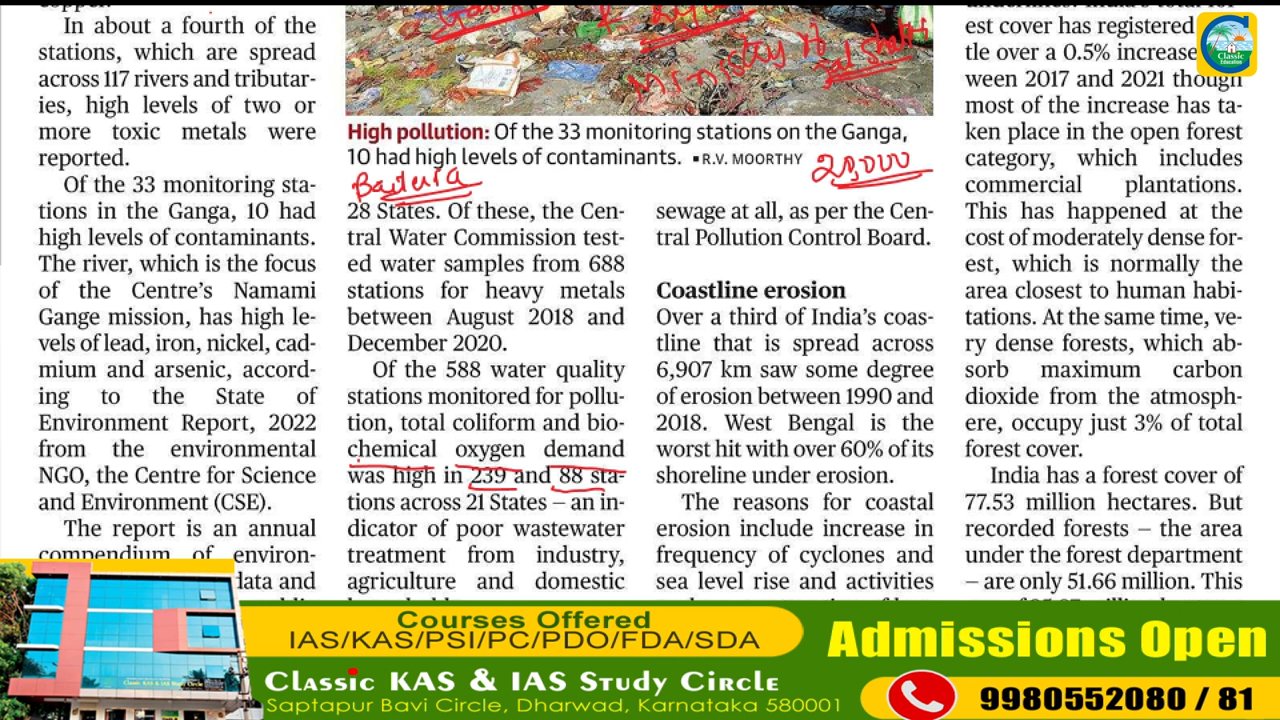 copper.
In about a fourth of the
stations, which are spread
across 117 rivers and tributar-
ies, high levels of two or
more toxic metals were
reported.
Of the 33 monitoring sta-
tions in the Ganga, 10 had
high levels of contaminants.
The river, which is the focus
of the Centre's Namami
Gange mission, has high le-
vels of lead, iron, nickel, cad-
mium and arsenic, accord-
ing to the State of
Environment Report, 2022
from the environmental
NGO, the Centre for Science
and Environment (CSE).
The report is an annual
compendium of environ-
data and
Ministry of
Jal Shakti
High pollution: Of the 33 monitoring stations on the Ganga,
10 had high levels of contaminants. ▪ R.V. MOORTHY
20,000
Bacteria
28 States. Of these, the Cen-
tral Water Commission test-
ed water samples from 688
stations for heavy metals
between August 2018 and
December 2020.
Of the 588 water quality
stations monitored for pollu-
tion, total coliform and bio-
chemical oxygen demand
was high in 239 and 88 sta-
tions across 21 States – an in-
dicator of poor wastewater
treatment from industry,
agriculture and domestic
sewage at all, as per the Cen-
tral Pollution Control Board.
Coastline erosion
Over a third of India's coas-
tline that is spread across
6,907 km saw some degree
of erosion between 1990 and
2018. West Bengal is the
worst hit with over 60% of its
shoreline under erosion.
The reasons for coastal
erosion include increase in
frequency of cyclones and
sea level rise and activities
est cover has registered
tle over a 0.5% increase
ween 2017 and 2021 though
most of the increase has ta-
ken place in the open forest
category, which includes
commercial plantations.
This has happened at the
cost of moderately dense for-
est, which is normally the
area closest to human habi-
tations. At the same time, ve-
ry dense forests, which ab-
sorb maximum carbon
dioxide from the atmosph-
ere, occupy just 3% of total
forest cover.
India has a forest cover of
77.53 million hectares. But
recorded forests – the area
under the forest department
– are only 51.66 million. This
Classic
Education
Courses Offered
IAS/KAS/PSI/PC/PDO/FDA/SDA
Classic KAS & IAS Study Circle
Saptapur Bavi Circle, Dharwad, Karnataka 580001
Admissions Open
9980552080 / 81